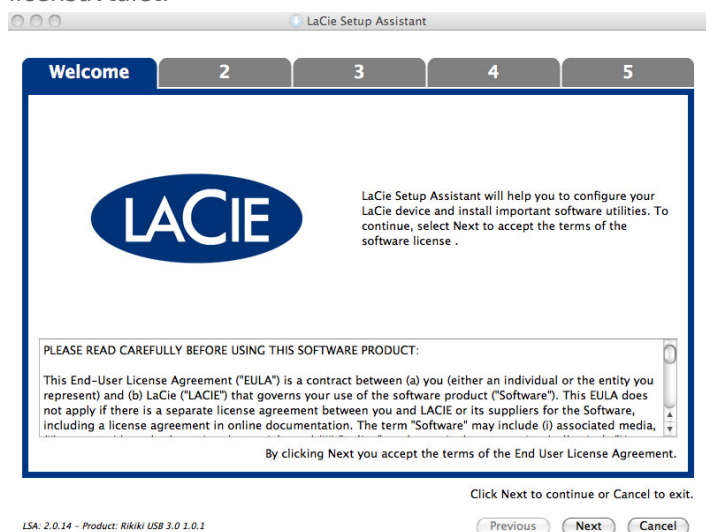 LaCie Setup Assistant
Welcome 2 3 4 5
LACIE
LaCie Setup Assistant will help you to configure your
LaCie device and install important software utilities. To
continue, select Next to accept the terms of the
software license .
PLEASE READ CAREFULLY BEFORE USING THIS SOFTWARE PRODUCT:
This End-User License Agreement ("EULA") is a contract between (a) you (either an individual or the entity you
represent) and (b) LaCie ("LACIE") that governs your use of the software product ("Software"). This EULA does
not apply if there is a separate license agreement between you and LACIE or its suppliers for the Software,
including a license agreement in online documentation. The term "Software" may include (i) associated media,
By clicking Next you accept the terms of the End User License Agreement.
Click Next to continue or Cancel to exit.
LSA: 2.0.14 - Product: Rikiki USB 3.0 1.0.1
Previous Next Cancel